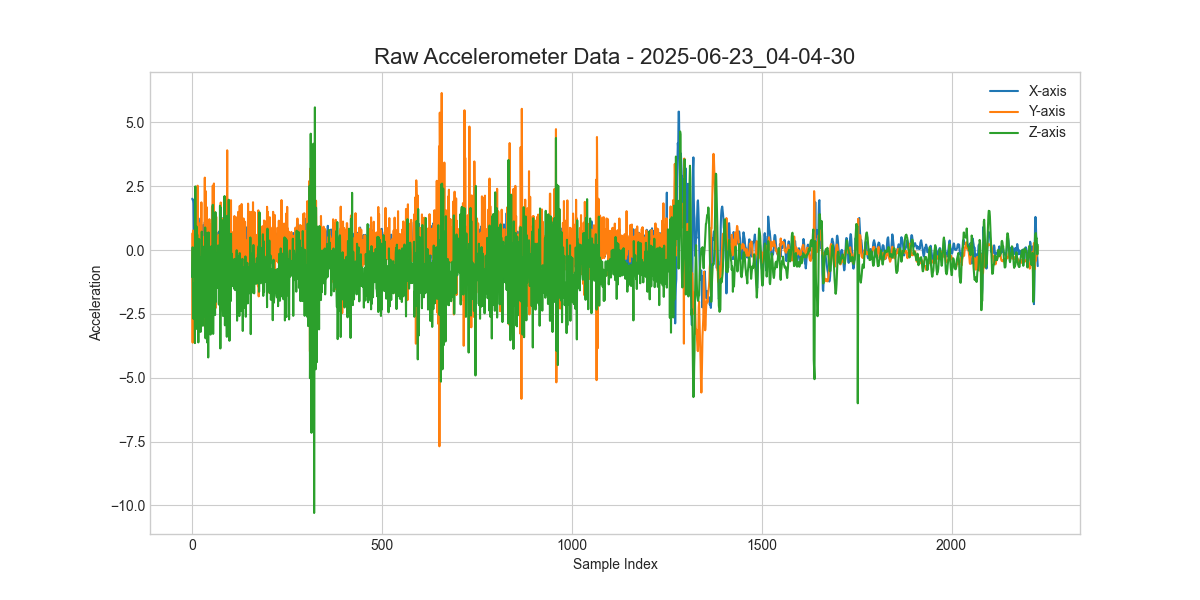 Raw Accelerometer Data - 2025-06-23_04-04-30
X-axis
Y-axis
Z-axis
5.0
2.5
0.0
−2.5
−5.0
−7.5
−10.0
Acceleration
0
500
1000
1500
2000
Sample Index